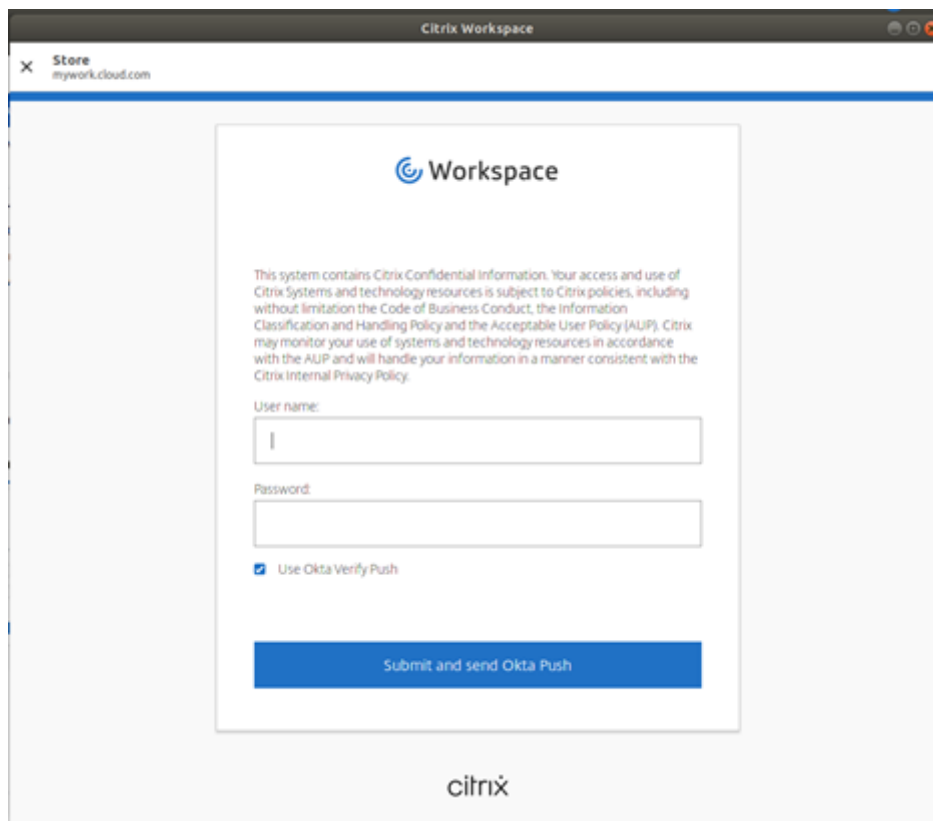 Citrix Workspace
Store
mywork.cloud.com
Workspace
This system contains Citrix Confidential Information. Your access and use of
Citrix Systems and technology resources is subject to Citrix policies, including
without limitation the Code of Business Conduct, the Information
Classification and Handling Policy and the Acceptable User Policy (AUP). Citrix
may monitor your use of systems and technology resources in accordance
with the AUP and will handle your information in a manner consistent with the
Citrix Internal Privacy Policy.
User name:
Password:
Use Okta Verify Push
Submit and send Okta Push
citrix